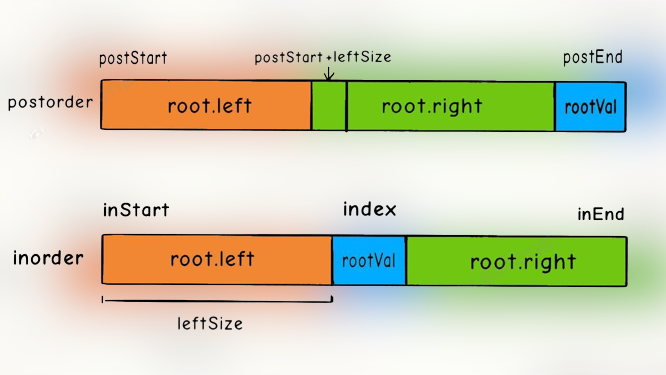 postStart postStart+leftSize postEnd
postorder root.left root.right rootVal
inStart index inEnd
inorder root.left rootVal root.right
leftSize